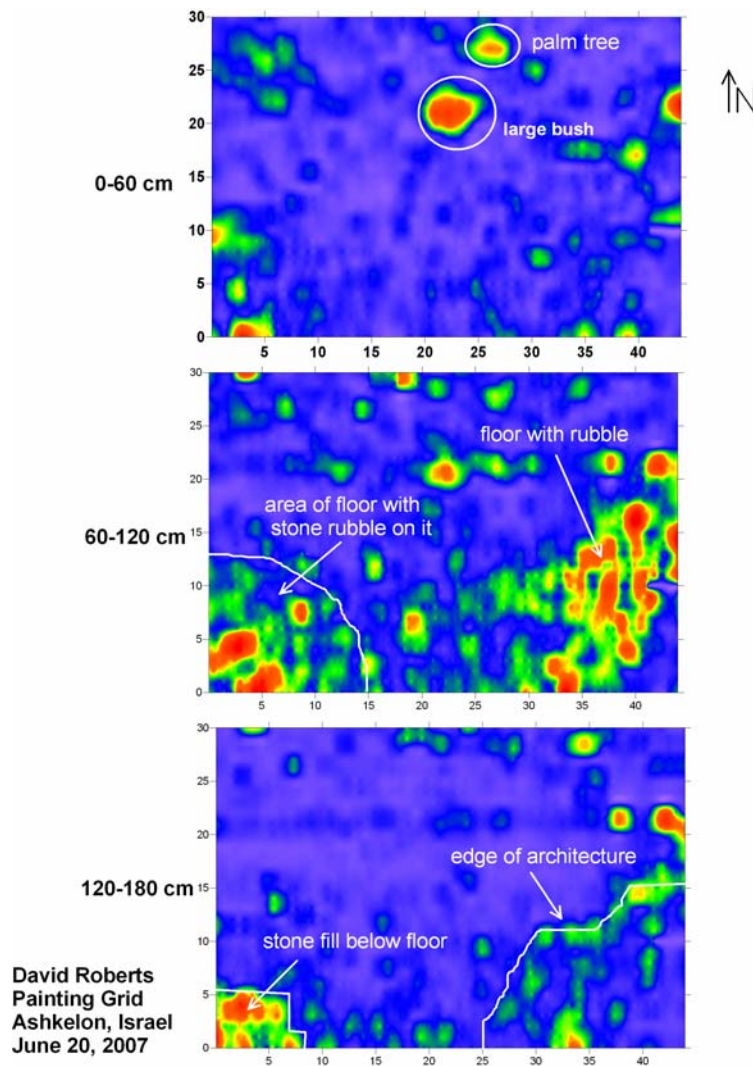 30
25
20
15
10
5
0
palm tree
large bush
N
0-60 cm
5 10 15 20 25 30 35 40
30
25
20
15
10
5
0
floor with rubble
area of floor with
stone rubble on it
60-120 cm
5 10 15 20 25 30 35 40
30
25
20
15
10
5
0
edge of architecture
120-180 cm
stone fill below floor
5 10 15 20 25 30 35 40
David Roberts
Painting Grid
Ashkelon, Israel
June 20, 2007